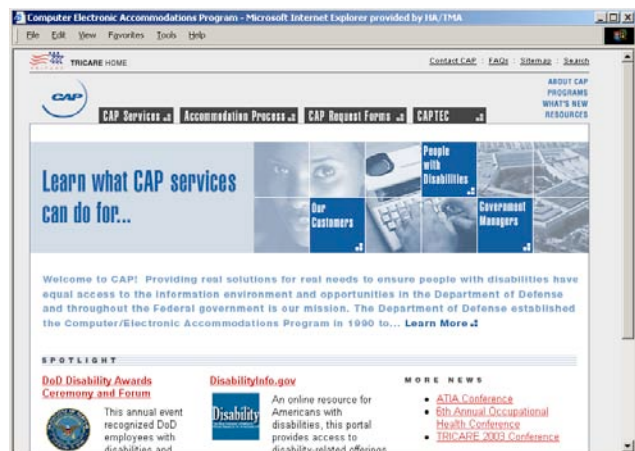 Computer Electronic Accommodations Program - Microsoft Internet Explorer provided by HA/TMA
File Edit View Favorites Tools Help
TRICARE
TRICARE HOME
Contact CAP : FAQs : Sitemap : Search
CAP
ABOUT CAP
PROGRAMS
WHAT'S NEW
RESOURCES
CAP Services Accommodation Process CAP Request Forms CAPTEC
Learn what CAP services
can do for...
People
with
Disabilities
Our
Customers
Government
Managers
Welcome to CAP! Providing real solutions for real needs to ensure people with disabilities have
equal access to the information environment and opportunities in the Department of Defense
and throughout the Federal government is our mission. The Department of Defense established
the Computer/Electronic Accommodations Program in 1990 to... Learn More
SPOTLIGHT
DoD Disability Awards
Ceremony and Forum
This annual event
recognized DoD
employees with
disabilities and
DisabilityInfo.gov
Disability
An online resource for
Americans with
disabilities, this portal
provides access to
disability-related offerings
MORE NEWS
ATIA Conference
6th Annual Occupational
Health Conference
TRICARE 2003 Conference